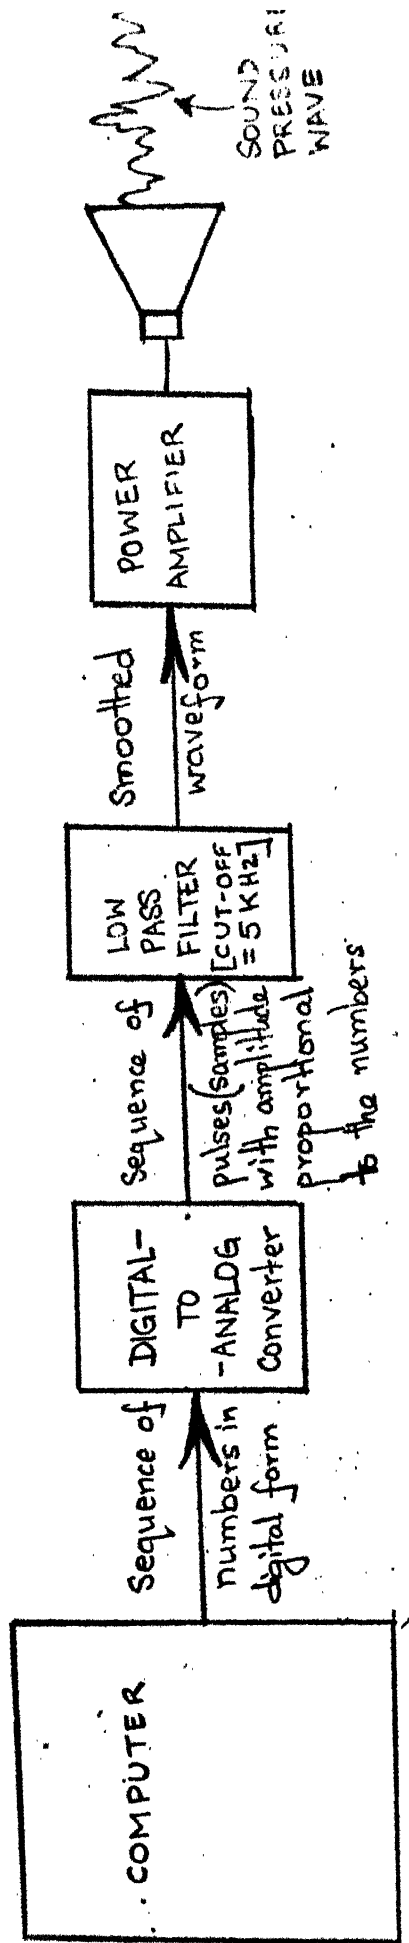 COMPUTER
Sequence of
numbers in
digital form
DIGITAL-
TO
-ANALOG
Converter
Sequence of
pulses (samples)
with amplitude
proportional
to the numbers
LOW
PASS
FILTER
[CUT-OFF
= 5 KHZ]
Smoothed
waveform
POWER
AMPLIFIER
SOUND
PRESSURE
WAVE